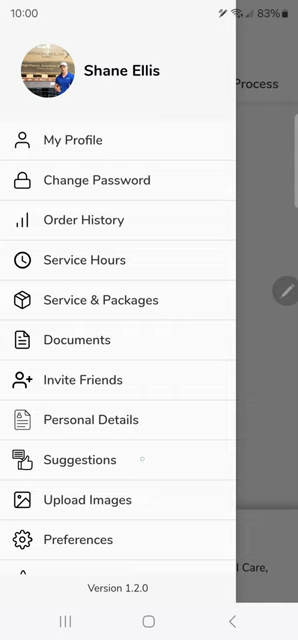 10:00
83%
Shane Ellis
Process
My Profile
Change Password
Order History
Service Hours
Service & Packages
Documents
Invite Friends
Personal Details
Suggestions
Upload Images
Preferences
Care,
Version 1.2.0